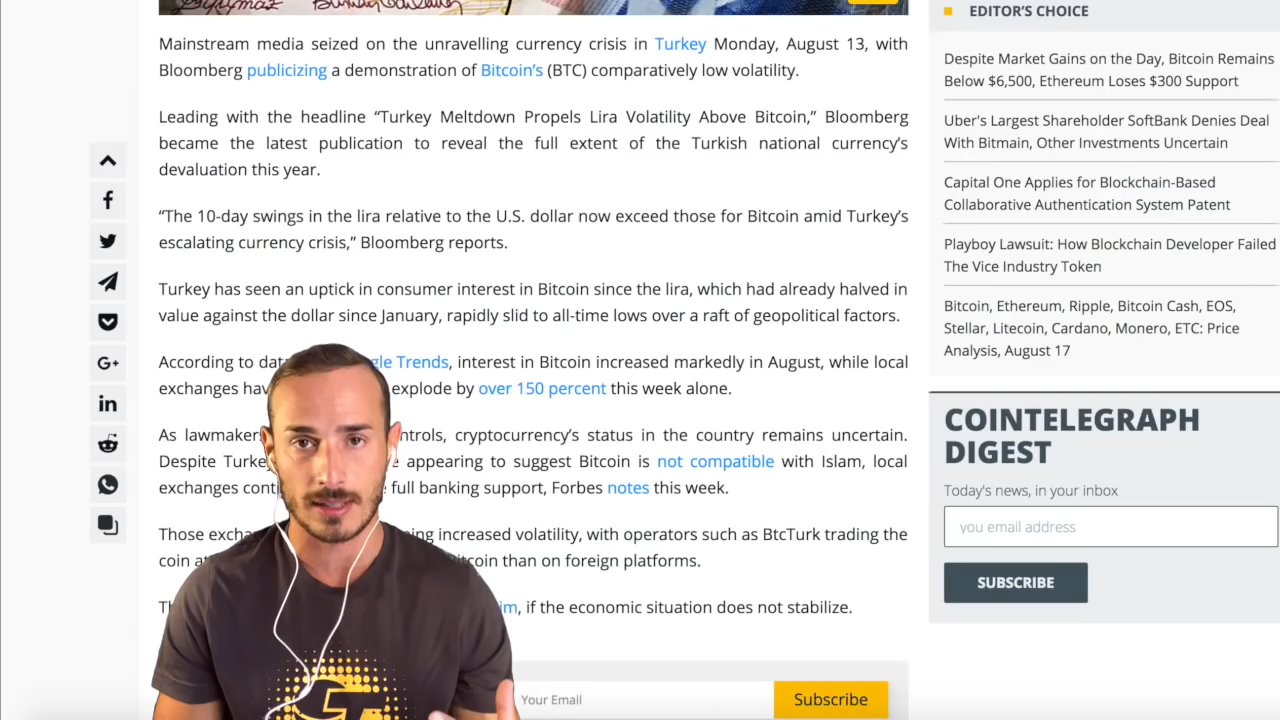 Mainstream media seized on the unravelling currency crisis in Turkey Monday, August 13, with
Bloomberg publicizing a demonstration of Bitcoin's (BTC) comparatively low volatility.
Leading with the headline “Turkey Meltdown Propels Lira Volatility Above Bitcoin,” Bloomberg
became the latest publication to reveal the full extent of the Turkish national currency’s
devaluation this year.
“The 10-day swings in the lira relative to the U.S. dollar now exceed those for Bitcoin amid Turkey’s
escalating currency crisis,” Bloomberg reports.
Turkey has seen an uptick in consumer interest in Bitcoin since the lira, which had already halved in
value against the dollar since January, rapidly slid to all-time lows over a raft of geopolitical factors.
According to gle Trends, interest in Bitcoin increased markedly in August, while local
exchanges explode by over 150 percent this week alone.
As cryptocurrency’s status in the country remains uncertain.
Despite appearing to suggest Bitcoin is not compatible with Islam, local
exchanges full banking support, Forbes notes this week.
Those increased volatility, with operators such as BtcTurk trading the
coin than on foreign platforms.
if the economic situation does not stabilize.
Your Email
Subscribe
EDITOR’S CHOICE
Despite Market Gains on the Day, Bitcoin Remains
Below $6,500, Ethereum Loses $300 Support
Uber's Largest Shareholder SoftBank Denies Deal
With Bitmain, Other Investments Uncertain
Capital One Applies for Blockchain-Based
Collaborative Authentication System Patent
Playboy Lawsuit: How Blockchain Developer Failed
The Vice Industry Token
Bitcoin, Ethereum, Ripple, Bitcoin Cash, EOS,
Stellar, Litecoin, Cardano, Monero, ETC: Price
Analysis, August 17
COINTELEGRAPH
DIGEST
Today's news, in your inbox
you email address
SUBSCRIBE